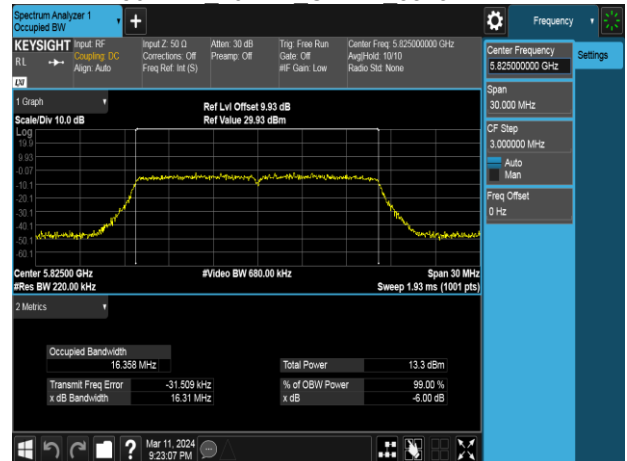 Spectrum Analyzer 1
Occupied BW
Frequency
KEYSIGHT
RL
LXI
Input: RF
Coupling: DC
Align: Auto
Input Z: 50 Ω
Corrections: Off
Freq Ref: Int (S)
Atten: 30 dB
Preamp: Off
Trig: Free Run
Gate: Off
#IF Gain: Low
Center Freq: 5.825000000 GHz
Avg|Hold: 10/10
Radio Std: None
Center Frequency
5.825000000 GHz
Settings
Span
30.000 MHz
CF Step
3.000000 MHz
Auto
Man
Freq Offset
0 Hz
1 Graph
Scale/Div 10.0 dB
Ref Lvl Offset 9.93 dB
Ref Value 29.93 dBm
Log
19.9
9.93
-0.07
-10.1
-20.1
-30.1
-40.1
-50.1
-60.1
Center 5.82500 GHz
#Video BW 680.00 kHz
Span 30 MHz
#Res BW 220.00 kHz
Sweep 1.93 ms (1001 pts)
2 Metrics
Occupied Bandwidth
16.358 MHz
Total Power 13.3 dBm
Transmit Freq Error -31.509 kHz
% of OBW Power 99.00 %
x dB Bandwidth 16.31 MHz
x dB -6.00 dB
?
Mar 11, 2024
9:23:07 PM